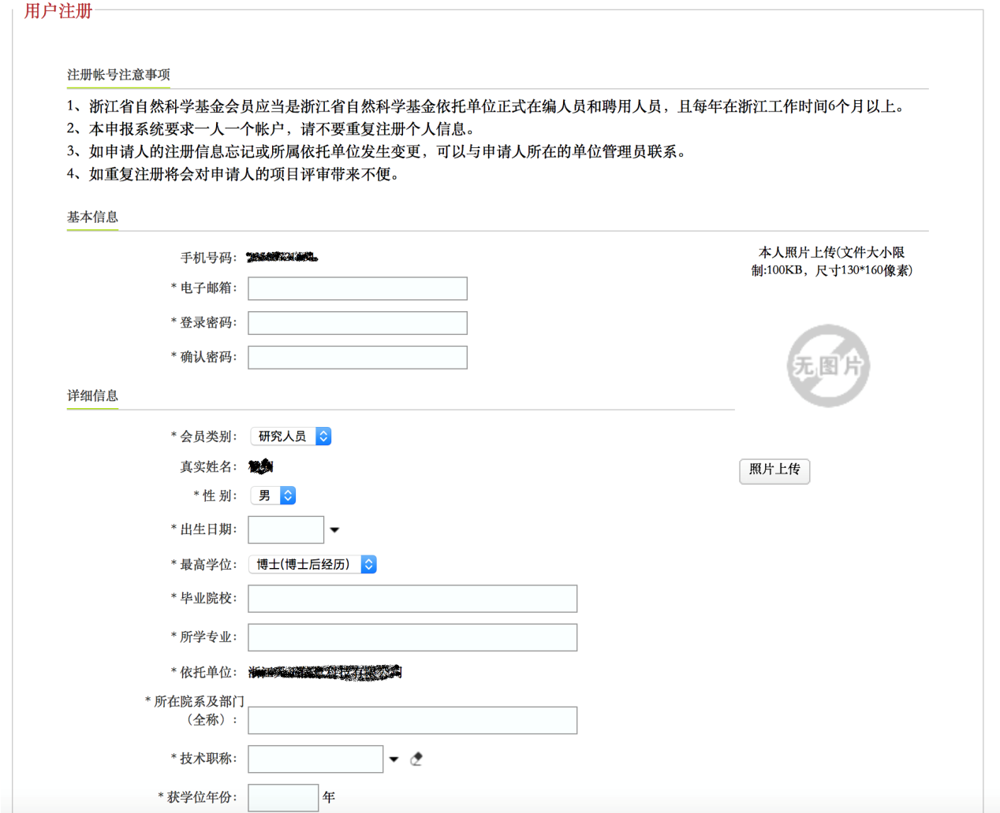 用户注册
注册帐号注意事项
1、浙江省自然科学基金会员应当是浙江省自然科学基金依托单位正式在编人员和聘用人员，且每年在浙江工作时间6个月以上。
2、本申报系统要求一人一个帐户，请不要重复注册个人信息。
3、如申请人的注册信息忘记或所属依托单位发生变更，可以与申请人所在的单位管理员联系。
4、如重复注册将会对申请人的项目评审带来不便。
基本信息
手机号码：
* 电子邮箱：
* 登录密码：
* 确认密码：
本人照片上传(文件大小限
制:100KB，尺寸130*160像素)
无图片
照片上传
详细信息
* 会员类别： 研究人员
真实姓名：
* 性 别： 男
* 出生日期：
* 最高学位： 博士(博士后经历)
* 毕业院校：
* 所学专业：
* 依托单位：
* 所在院系及部门
（全称）：
* 技术职称：
* 获学位年份： 年